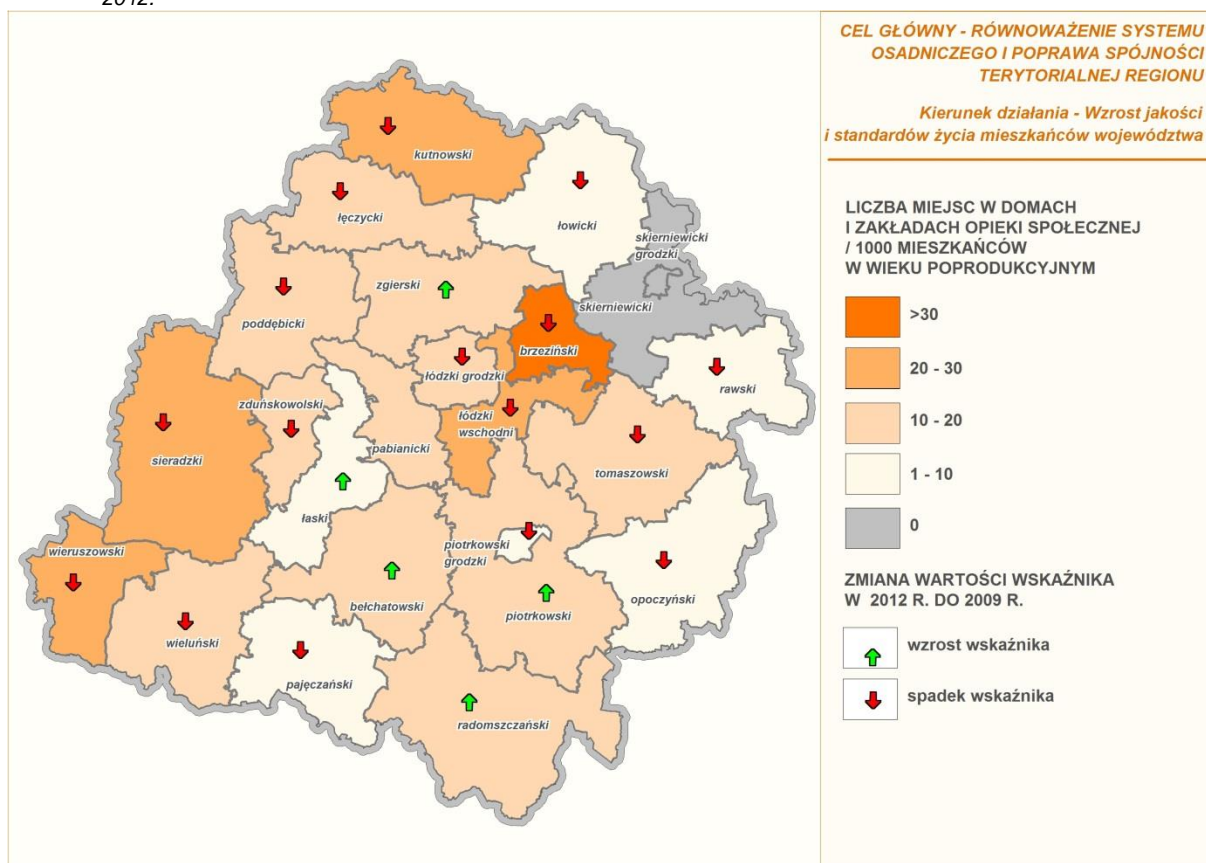 2012.
CEL GŁÓWNY - RÓWNOWAŻENIE SYSTEMU
OSADNICZEGO I POPRAWA SPÓJNOŚCI
TERYTORIALNEJ REGIONU
Kierunek działania - Wzrost jakości
i standardów życia mieszkańców województwa
kutnowski
łęczycki
łowicki
skierniewicki
grodzki
zgierski
skierniewicki
poddębicki
brzeziński
łódzki grodzki
rawski
zduńskowolski
łódzki
wschodni
pabianicki
sieradzki
tomaszowski
łaski
piotrkowski
grodzki
wieruszowski
bełchatowski
piotrkowski
opoczyński
wieluński
pajęczański
radomszczański
LICZBA MIEJSC W DOMACH
I ZAKŁADACH OPIEKI SPOŁECZNEJ
/ 1000 MIESZKAŃCÓW
W WIEKU POPRODUKCYJNYM
>30
20 - 30
10 - 20
1 - 10
0
ZMIANA WARTOŚCI WSKAŹNIKA
W 2012 R. DO 2009 R.
wzrost wskaźnika
spadek wskaźnika